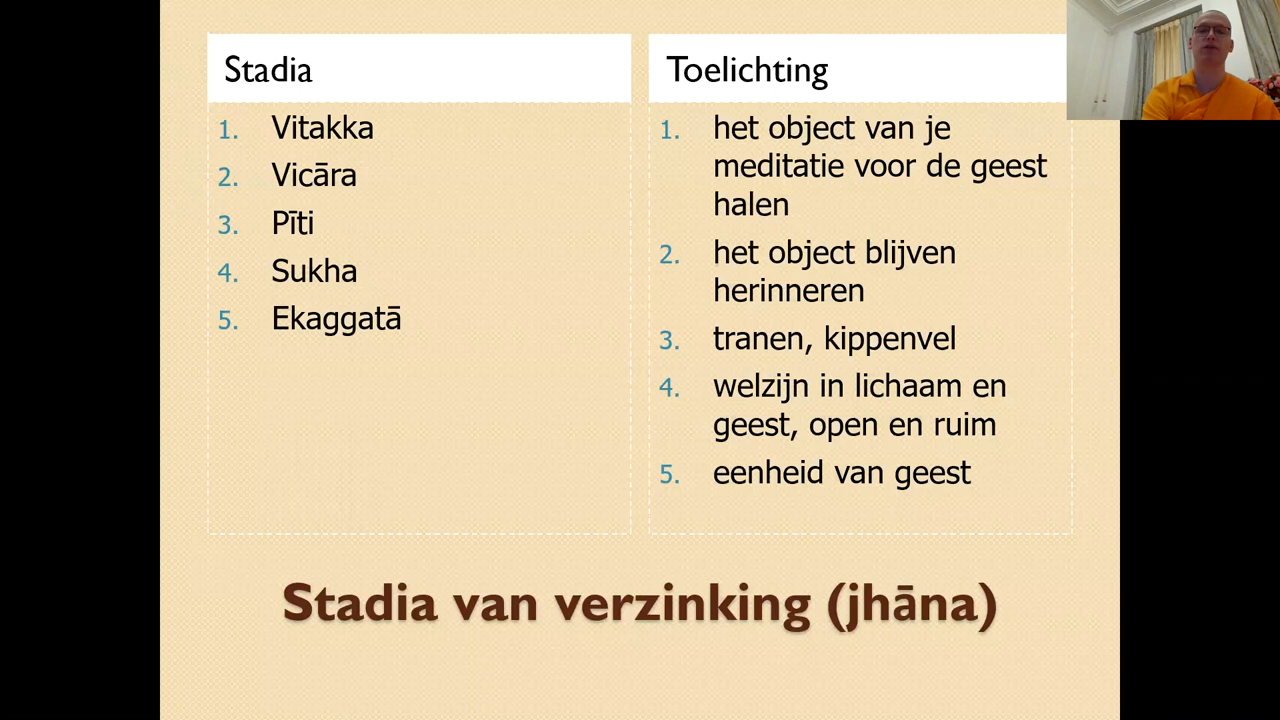 Stadia
1. Vitakka
2. Vicāra
3. Pīti
4. Sukha
5. Ekaggatā
Toelichting
1. het object van je
meditatie voor de geest
halen
2. het object blijven
herinneren
3. tranen, kippenvel
4. welzijn in lichaam en
geest, open en ruim
5. eenheid van geest
Stadia van verzinking (jhāna)